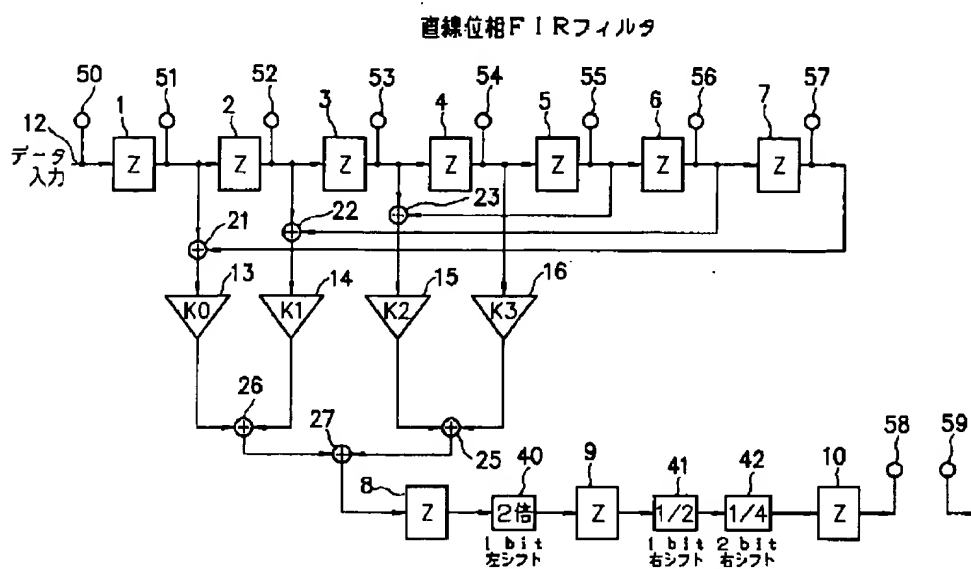 直線位相FIRフィルタ
50 51 52 53 54 55 56 57
1 2 3 4 5 6 7
12
データ
入力
Z Z Z Z Z Z Z
21 22 23
13 14 15 16
K0 K1 K2 K3
26 27 25
58 59
8 40 9 41 42 10
Z 2倍 Z 1/2 1/4 Z
1 bit
左シフト
1 bit
右シフト
2 bit
右シフト